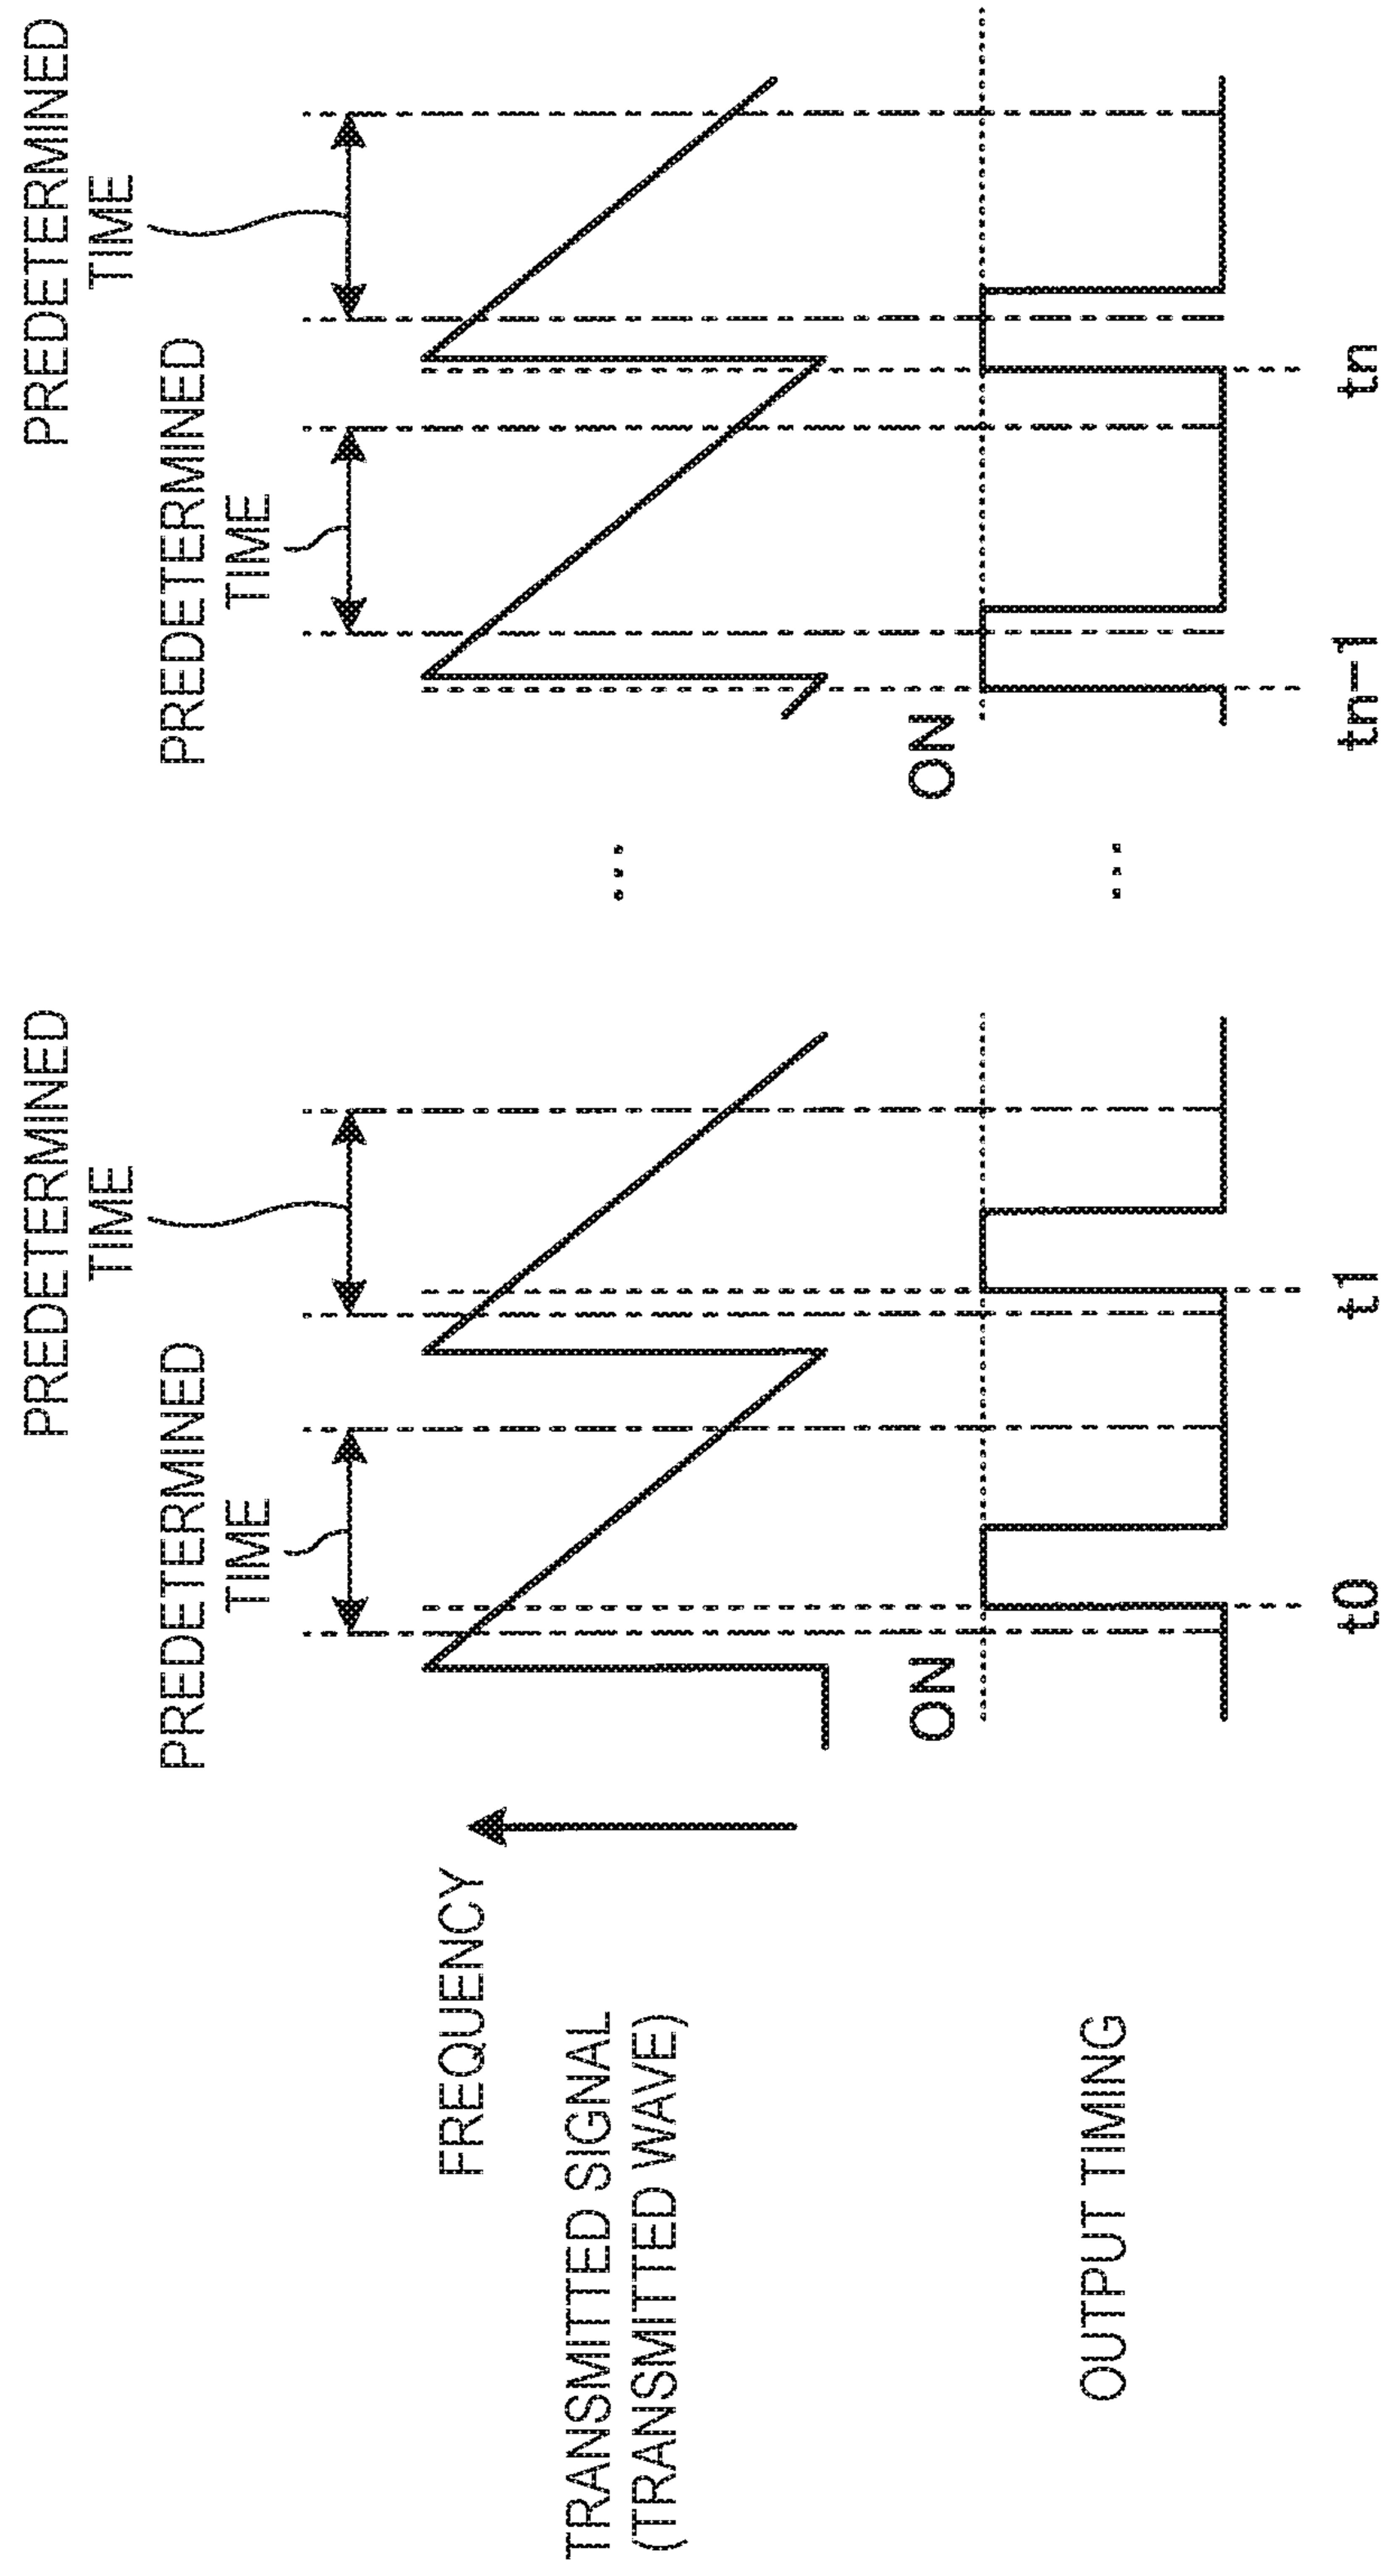 PREDETERMINED
TIME
PREDETERMINED
TIME
PREDETERMINED
TIME
PREDETERMINED
TIME
FREQUENCY
TRANSMITTED SIGNAL
(TRANSMITTED WAVE)
...
ON
ON
OUTPUT TIMING
...
t0
t1
tn-1
tn